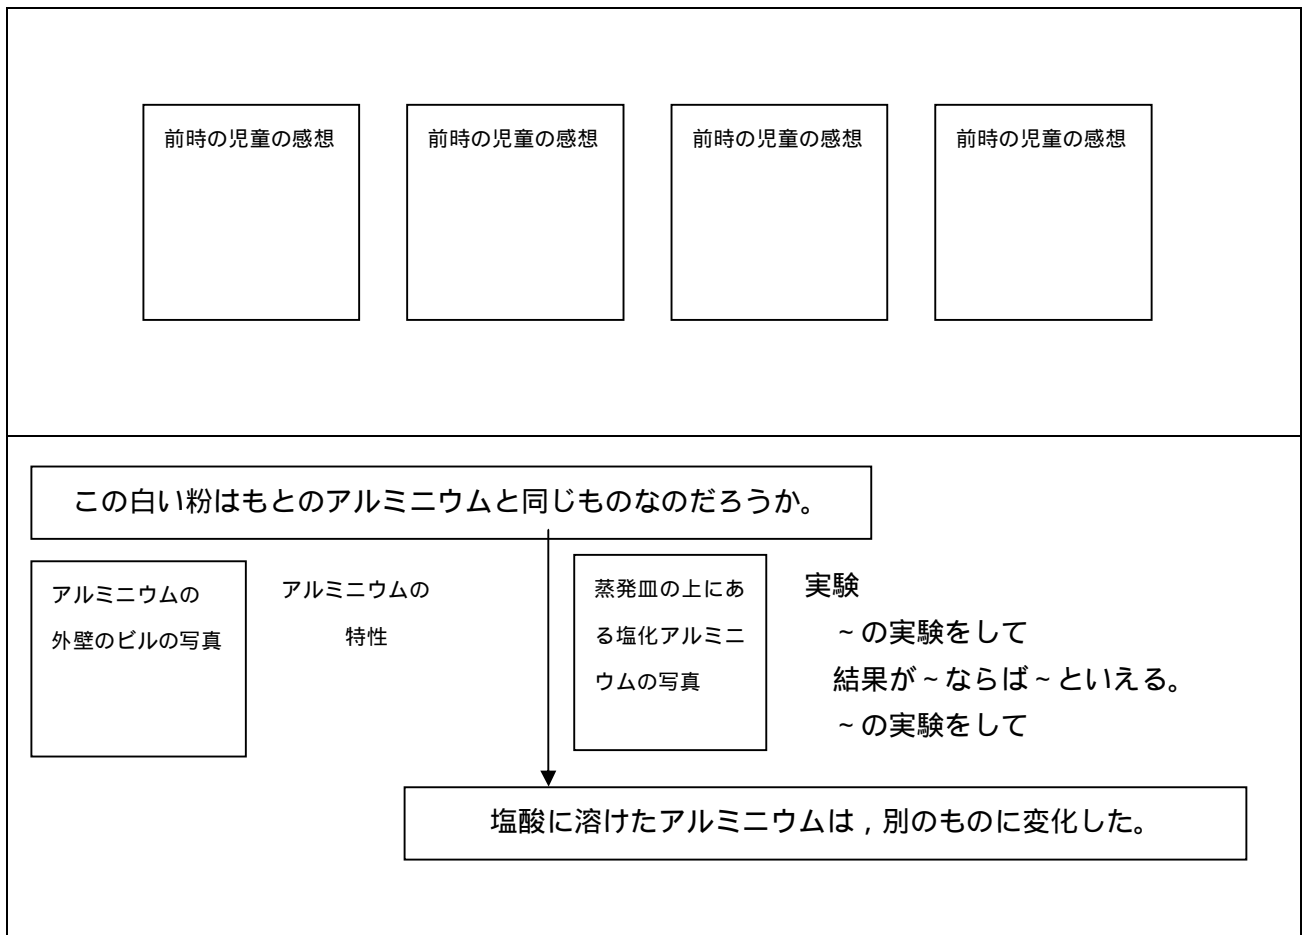 前時の児童の感想
前時の児童の感想
前時の児童の感想
前時の児童の感想
この白い粉はもとのアルミニウムと同じものなのだろうか。
アルミニウムの
外壁のビルの写真
アルミニウムの
特性
蒸発皿の上にあ
る塩化アルミニ
ウムの写真
実験
~の実験をして
結果が~ならば~といえる。
~の実験をして
塩酸に溶けたアルミニウムは,別のものに変化した。